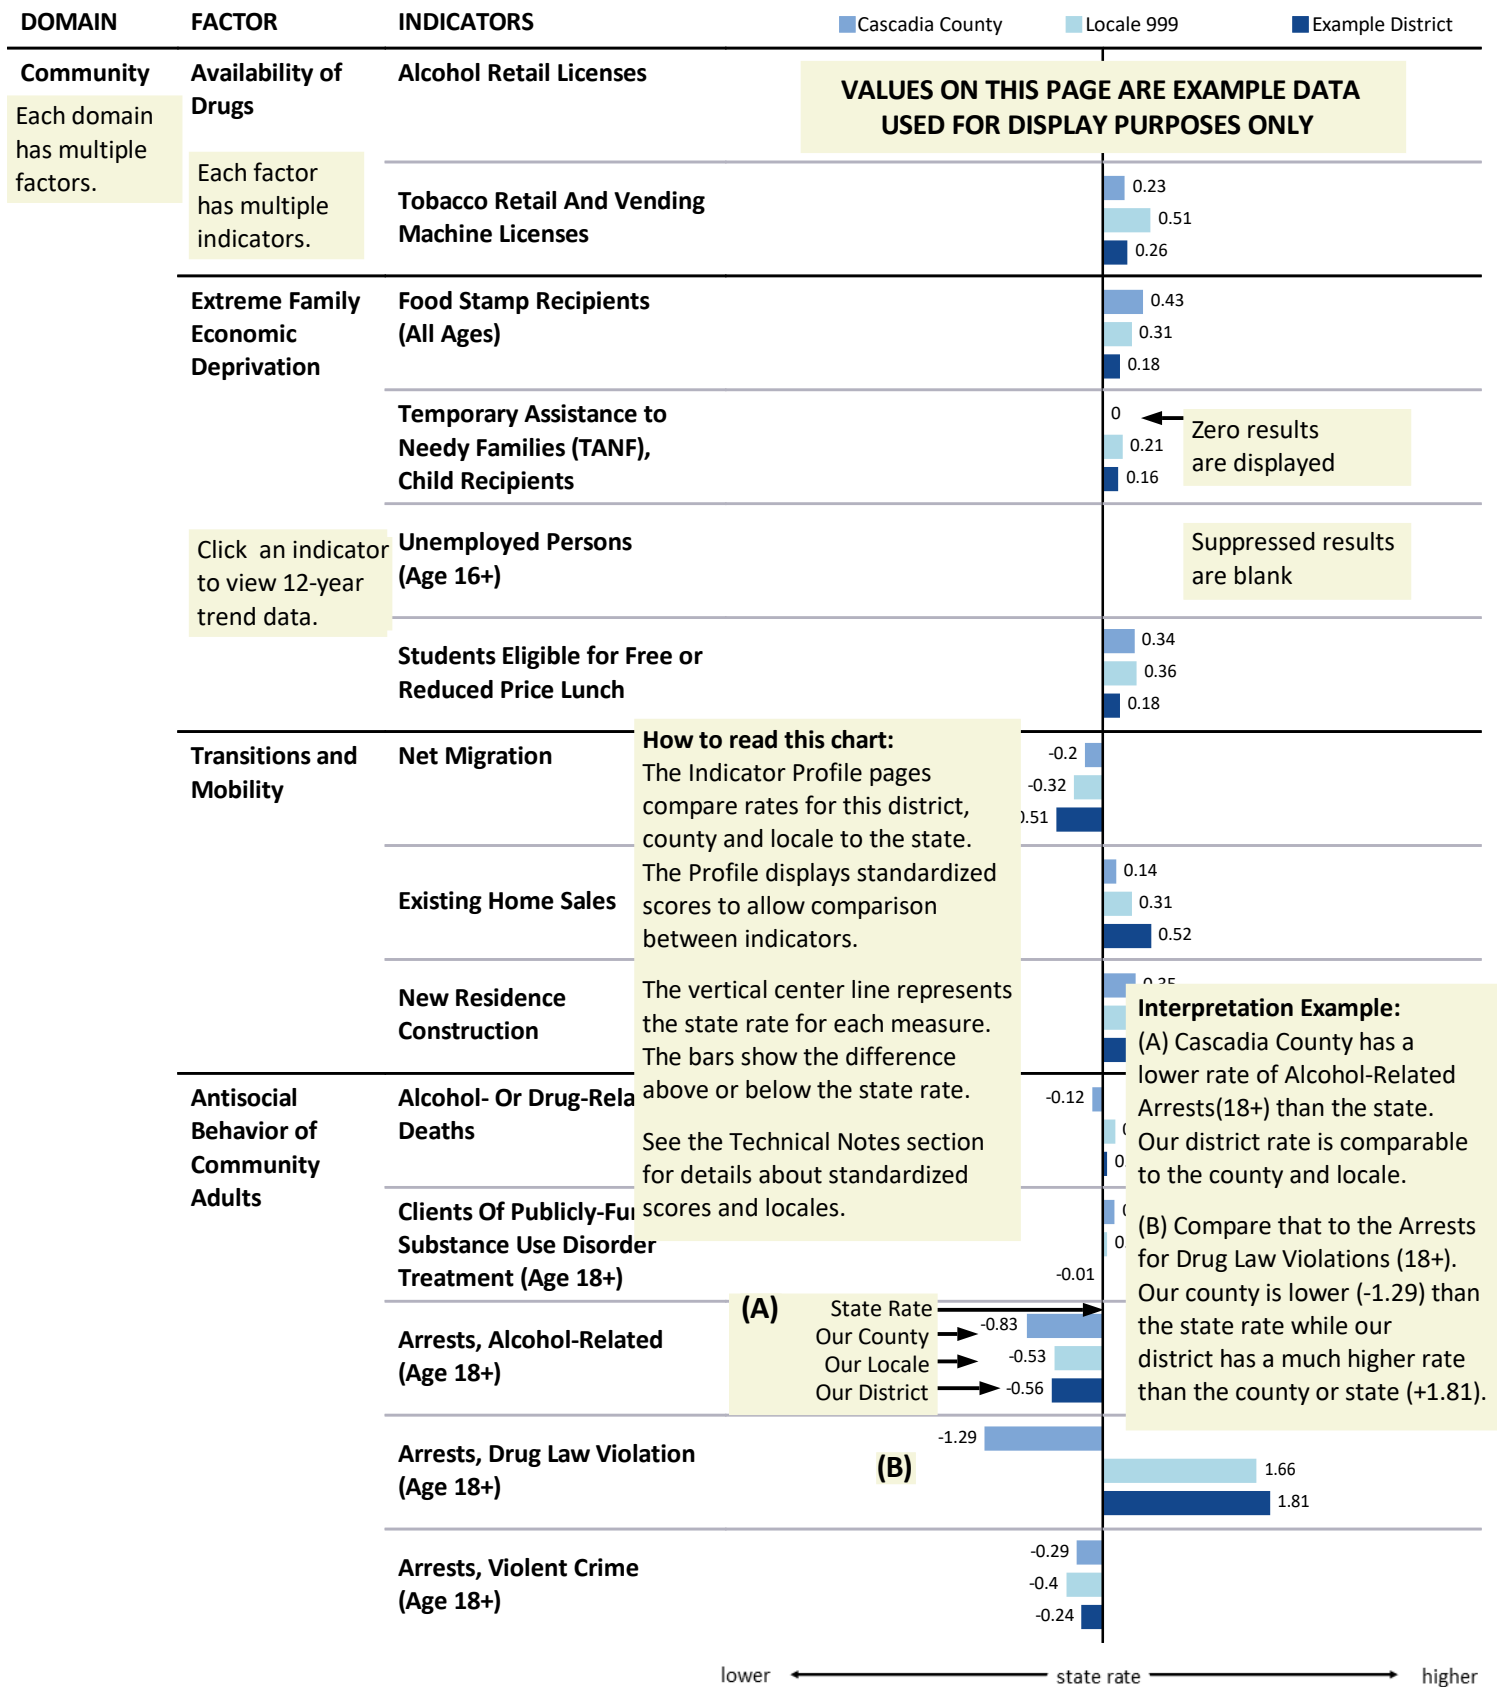 DOMAIN FACTOR INDICATORS Cascadia County Locale 999 Example District
Community
Each domain
has multiple
factors.
Availability of
Drugs
Each factor
has multiple
indicators.
Alcohol Retail Licenses
VALUES ON THIS PAGE ARE EXAMPLE DATA
USED FOR DISPLAY PURPOSES ONLY
Tobacco Retail And Vending
Machine Licenses
0.23
0.51
0.26
Extreme Family
Economic
Deprivation
Food Stamp Recipients
(All Ages)
0.43
0.31
0.18
Temporary Assistance to
Needy Families (TANF),
Child Recipients
0
0.21
0.16
Zero results
are displayed
Click an indicator
to view 12-year
trend data.
Unemployed Persons
(Age 16+)
Suppressed results
are blank
Students Eligible for Free or
Reduced Price Lunch
0.34
0.36
0.18
Transitions and
Mobility
Net Migration
-0.2
-0.32
0.51
How to read this chart:
The Indicator Profile pages
compare rates for this district,
county and locale to the state.
The Profile displays standardized
scores to allow comparison
between indicators.
The vertical center line represents
the state rate for each measure.
The bars show the difference
above or below the state rate.
See the Technical Notes section
for details about standardized
scores and locales.
Existing Home Sales
0.14
0.31
0.52
New Residence
Construction
Interpretation Example:
(A) Cascadia County has a
lower rate of Alcohol-Related
Arrests(18+) than the state.
Our district rate is comparable
to the county and locale.
(B) Compare that to the Arrests
for Drug Law Violations (18+).
Our county is lower (-1.29) than
the state rate while our
district has a much higher rate
than the county or state (+1.81).
Antisocial
Behavior of
Community
Adults
Alcohol- Or Drug-Rela
Deaths
-0.12
Clients Of Publicly-Fu
Substance Use Disorder
Treatment (Age 18+)
-0.01
Arrests, Alcohol-Related
(Age 18+)
(A)
State Rate
Our County
Our Locale
Our District
-0.83
-0.53
-0.56
Arrests, Drug Law Violation
(Age 18+)
(B)
-1.29
1.66
1.81
Arrests, Violent Crime
(Age 18+)
-0.29
-0.4
-0.24
lower state rate higher